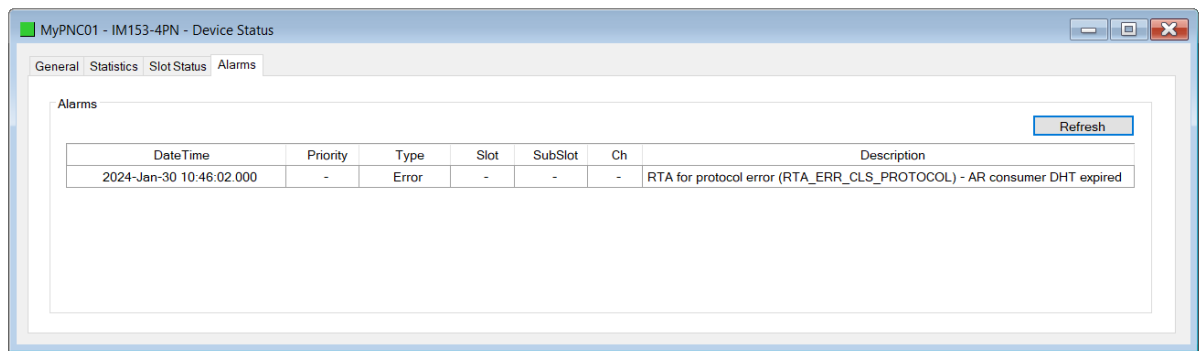 MyPNC01 - IM153-4PN - Device Status
General Statistics Slot Status Alarms
Alarms
Refresh
DateTime Priority Type Slot SubSlot Ch Description
2024-Jan-30 10:46:02.000 - Error - - - RTA for protocol error (RTA_ERR_CLS_PROTOCOL) - AR consumer DHT expired